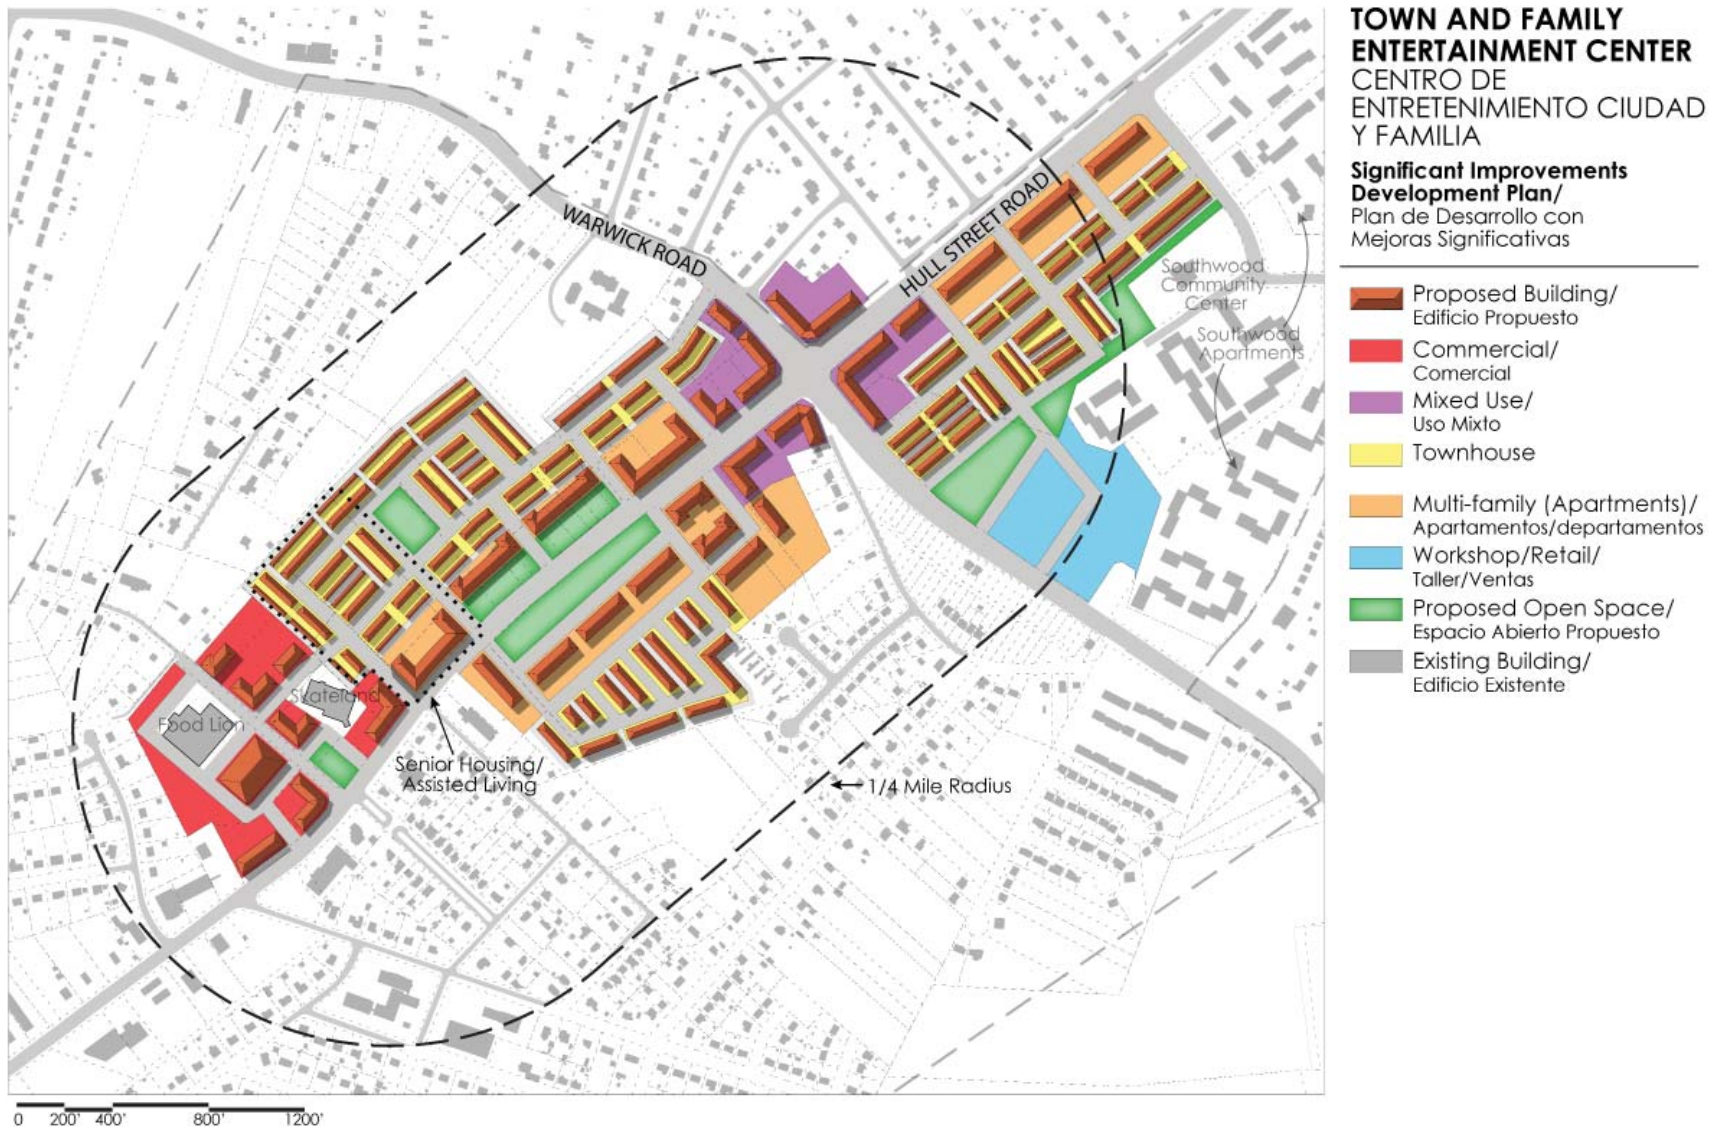 TOWN AND FAMILY
ENTERTAINMENT CENTER
CENTRO DE
ENTRETENIMIENTO CIUDAD
Y FAMILIA
Significant Improvements
Development Plan/
Plan de Desarrollo con
Mejoras Significativas
Proposed Building/
Edificio Propuesto
Commercial/
Comercial
Mixed Use/
Uso Mixto
Townhouse
Multi-family (Apartments)/
Apartamentos/departamentos
Workshop/Retail/
Taller/Ventas
Proposed Open Space/
Espacio Abierto Propuesto
Existing Building/
Edificio Existente
WARWICK ROAD
HULL STREET ROAD
Southwood
Community
Center
Southwood
Apartments
Skateland
Food Lion
Senior Housing/
Assisted Living
1/4 Mile Radius
0 200' 400' 800' 1200'